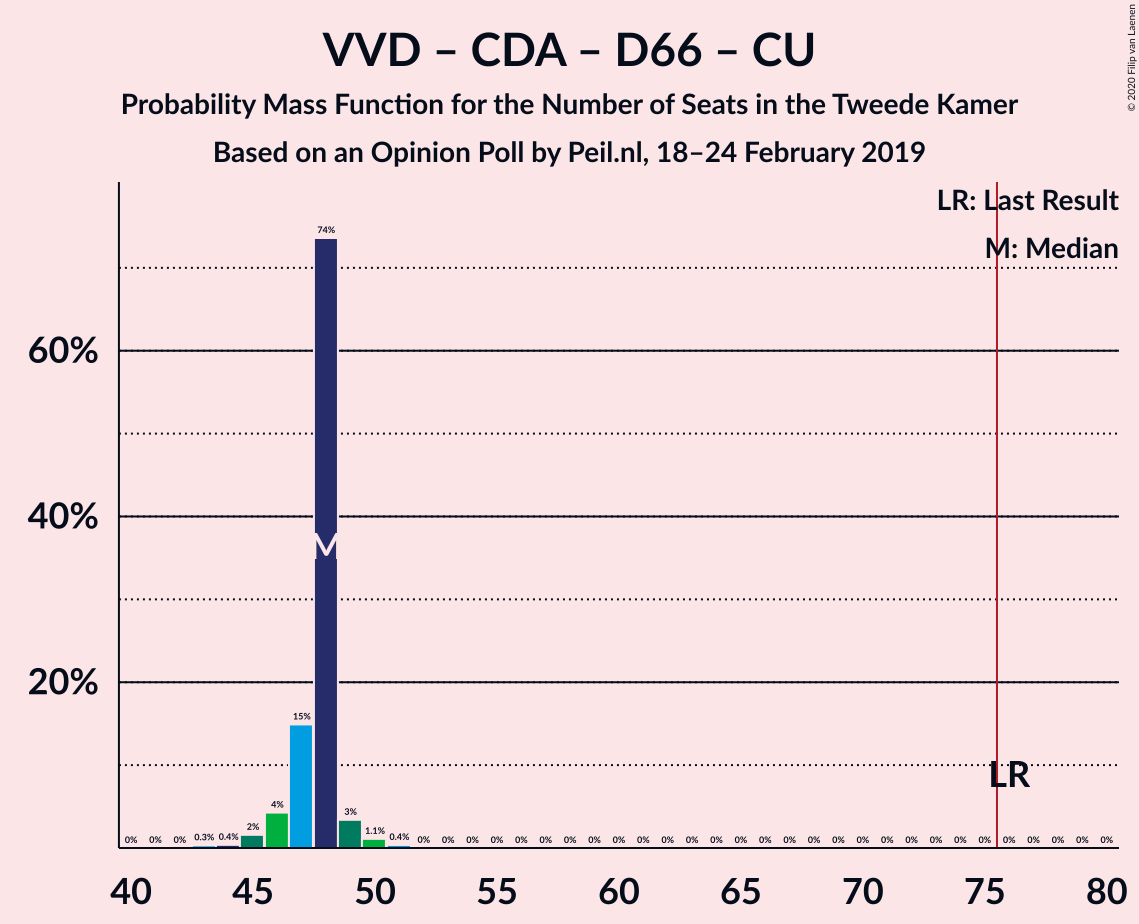 VVD – CDA – D66 – CU
Probability Mass Function for the Number of Seats in the Tweede Kamer
Based on an Opinion Poll by Peil.nl, 18–24 February 2019
© 2020 Filip van Laenen
LR: Last Result
M: Median
60%
40%
20%
0% 0% 0% 0.3% 0.4% 2% 4% 15% 74% 3% 1.1% 0.4% 0% 0% 0% 0% 0% 0% 0% 0% 0% 0% 0% 0% 0% 0% 0% 0% 0% 0% 0% 0% 0% 0% 0% 0% 0% 0% 0% 0% 0%
M
LR
40 45 50 55 60 65 70 75 80